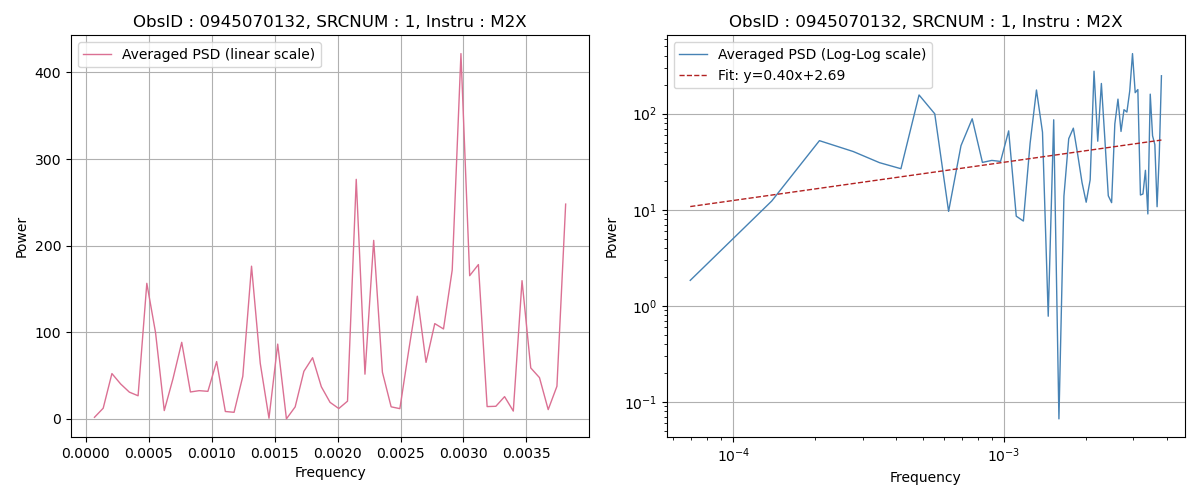 ObsID : 0945070132, SRCNUM : 1, Instru : M2X
Averaged PSD (linear scale)
400
300
200
100
0
Power
0.0000 0.0005 0.0010 0.0015 0.0020 0.0025 0.0030 0.0035
Frequency
ObsID : 0945070132, SRCNUM : 1, Instru : M2X
Averaged PSD (Log-Log scale)
Fit: y=0.40x+2.69
10²
10¹
10⁰
10⁻¹
Power
10⁻⁴ 10⁻³
Frequency